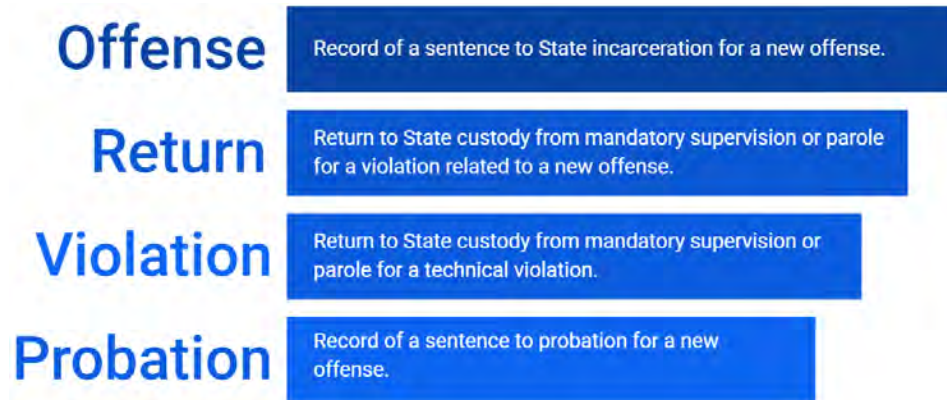 Offense
Record of a sentence to State incarceration for a new offense.
Return
Return to State custody from mandatory supervision or parole
for a violation related to a new offense.
Violation
Return to State custody from mandatory supervision or
parole for a technical violation.
Probation
Record of a sentence to probation for a new
offense.